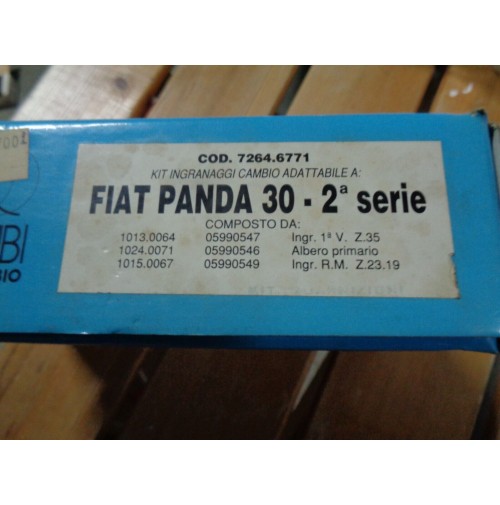 COD. 7264.6771
KIT INGRANAGGI CAMBIO ADATTABILE A:
FIAT PANDA 30 - 2ª serie
COMPOSTO DA:
1013.0064 05990547 Ingr. 1ª V. Z.35
1024.0071 05990546 Albero primario
1015.0067 05990549 Ingr. R.M. Z.23.19